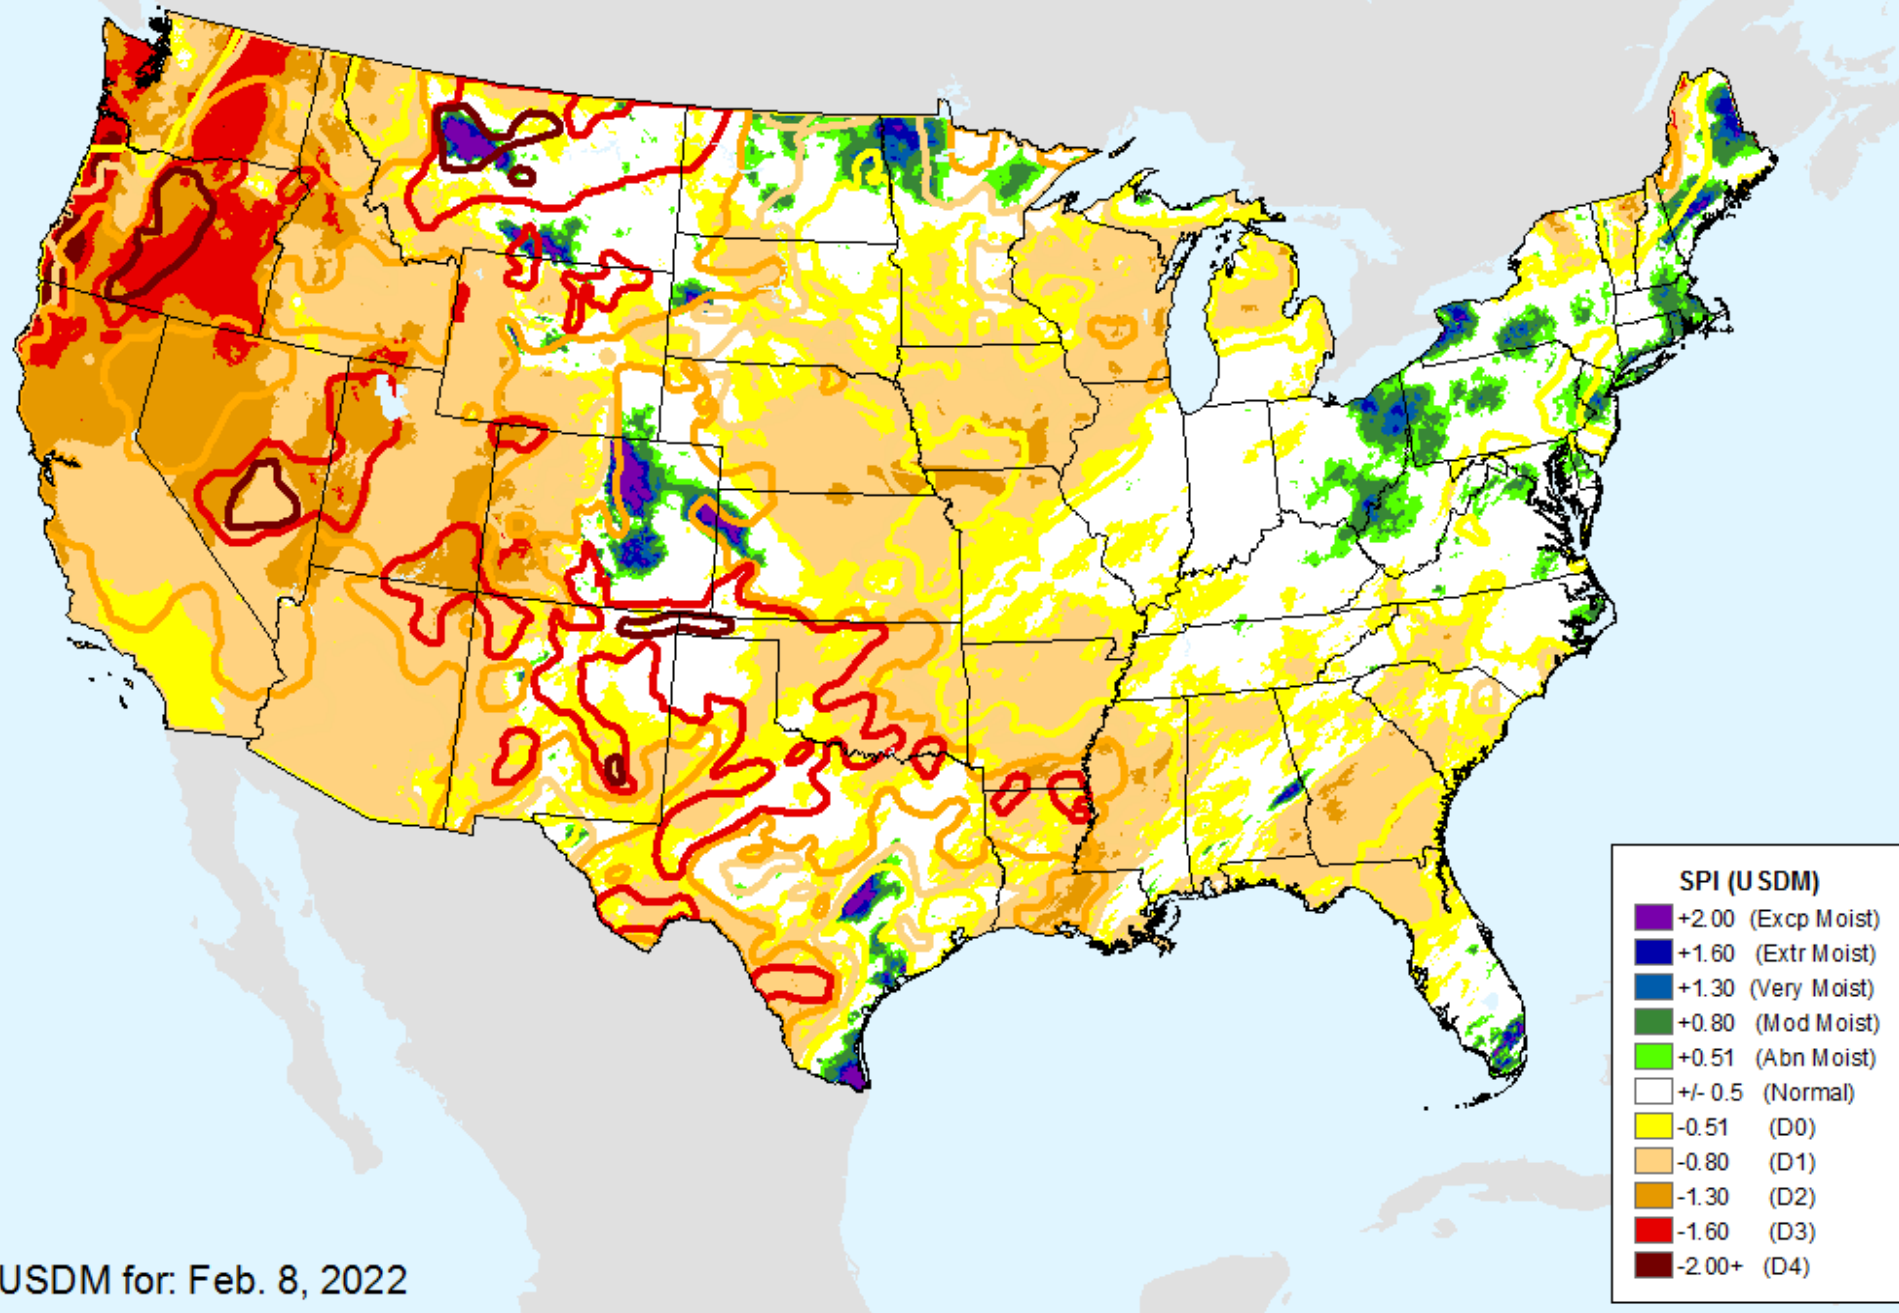 SPI (USDM)
+2.00 (Excp Moist)
+1.60 (Extr Moist)
+1.30 (Very Moist)
+0.80 (Mod Moist)
+0.51 (Abn Moist)
+/- 0.5 (Normal)
-0.51 (D0)
-0.80 (D1)
-1.30 (D2)
-1.60 (D3)
-2.00+ (D4)
USDM for: Feb. 8, 2022